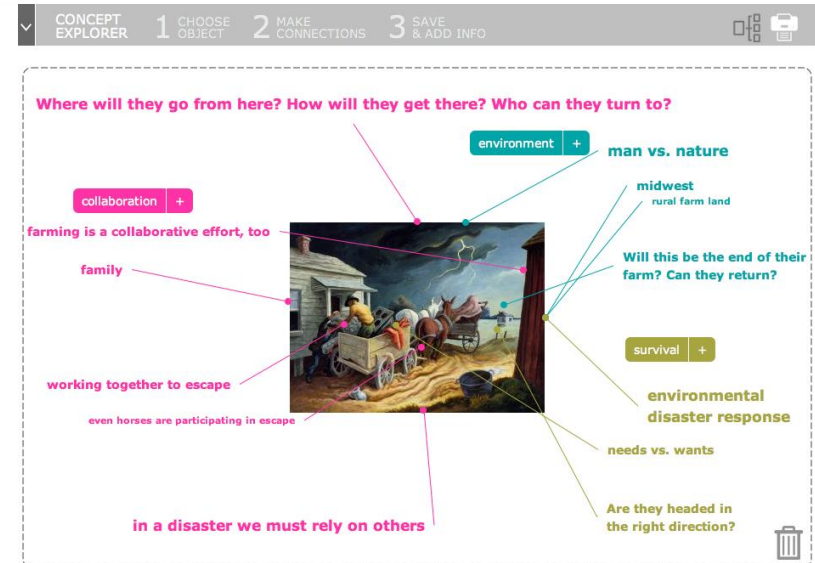 CONCEPT
EXPLORER
1 CHOOSE
OBJECT
2 MAKE
CONNECTIONS
3 SAVE
& ADD INFO
Where will they go from here? How will they get there? Who can they turn to?
environment +
man vs. nature
midwest
rural farm land
collaboration +
farming is a collaborative effort, too
family
Will this be the end of their
farm? Can they return?
survival +
working together to escape
even horses are participating in escape
environmental
disaster response
needs vs. wants
in a disaster we must rely on others
Are they headed in
the right direction?